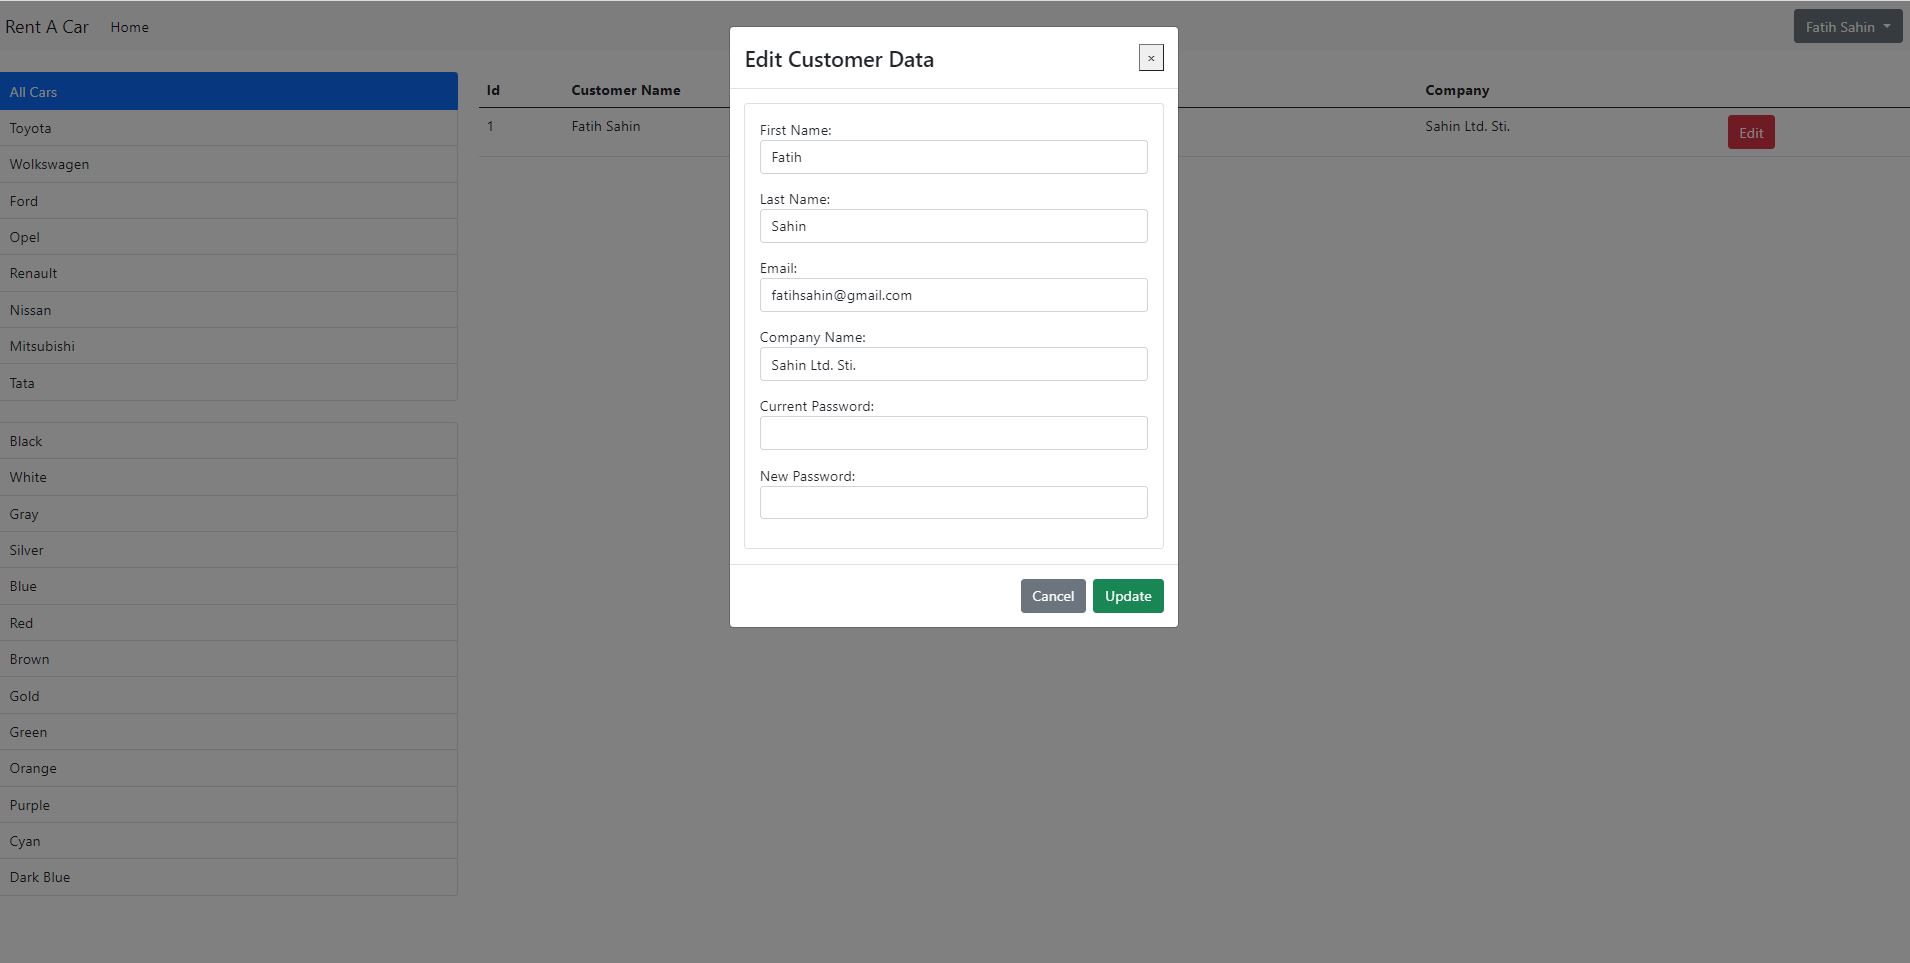 Rent A Car Home Fatih Sahin
All Cars
Toyota
Wolkswagen
Ford
Opel
Renault
Nissan
Mitsubishi
Tata
Black
White
Gray
Silver
Blue
Red
Brown
Gold
Green
Orange
Purple
Cyan
Dark Blue
Id Customer Name Company
1 Fatih Sahin Sahin Ltd. Sti. Edit
Edit Customer Data ×
First Name:
Fatih
Last Name:
Sahin
Email:
fatihsahin@gmail.com
Company Name:
Sahin Ltd. Sti.
Current Password:
New Password:
Cancel Update